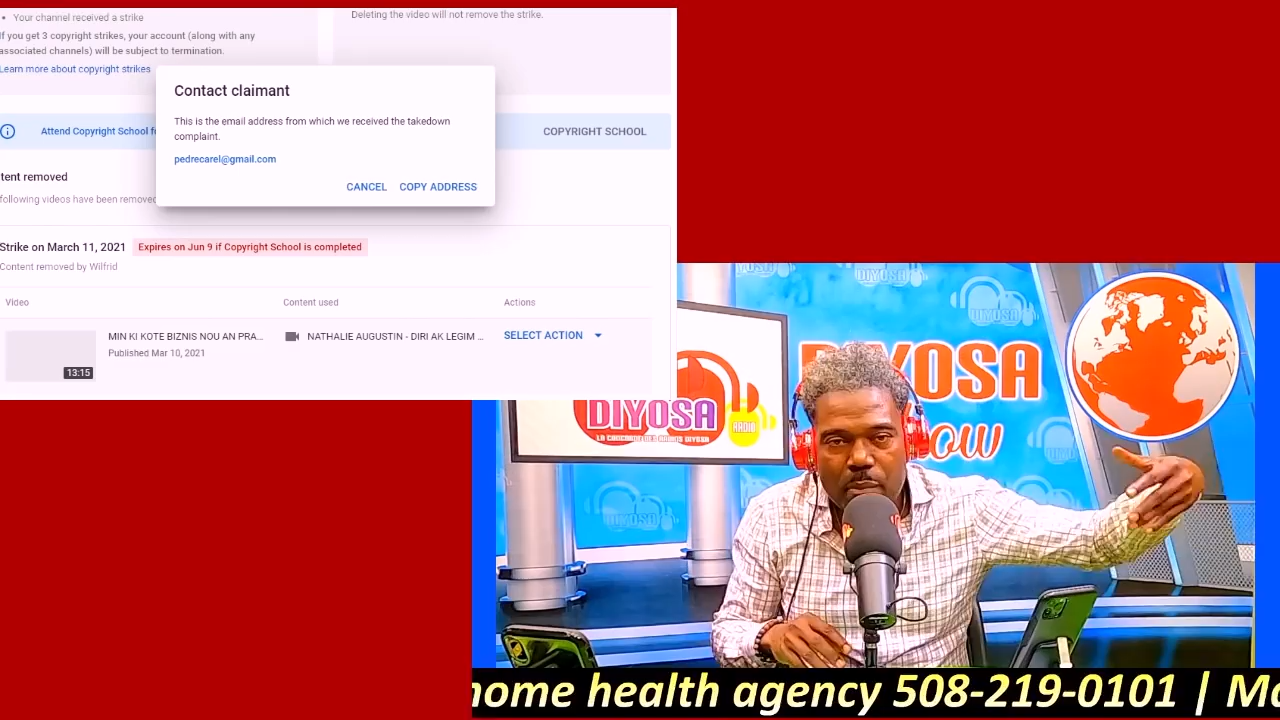 Your channel received a strike
If you get 3 copyright strikes, your account (along with any
associated channels) will be subject to termination.
Learn more about copyright strikes
Deleting the video will not remove the strike.
Attend Copyright School fo
COPYRIGHT SCHOOL
Contact claimant
This is the email address from which we received the takedown
complaint.
pedrecarel@gmail.com
CANCEL COPY ADDRESS
tent removed
following videos have been removed
Strike on March 11, 2021 Expires on Jun 9 if Copyright School is completed
Content removed by Wilfrid
Video Content used Actions
MIN KI KOTE BIZNIS NOU AN PRA… NATHALIE AUGUSTIN - DIRI AK LEGIM … SELECT ACTION
Published Mar 10, 2021
13:15
DIYOSA
DIYOSA
DIYOSA
DIYOSA
OW
DIYOSA
RADIO
DIYOSA
home health agency 508-219-0101 | Ma